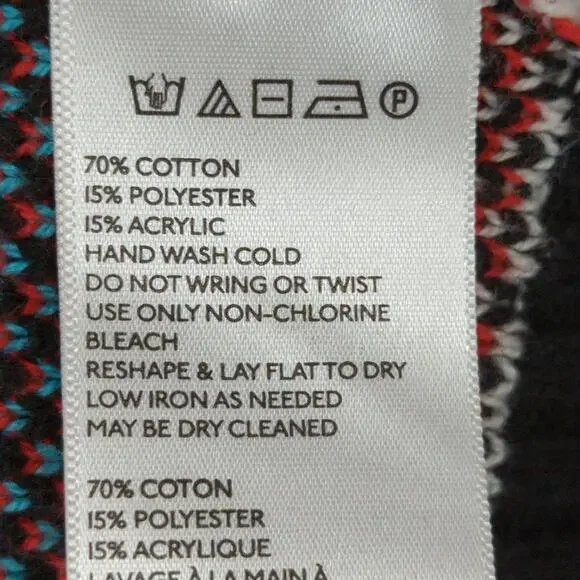 P
70% COTTON
15% POLYESTER
15% ACRYLIC
HAND WASH COLD
DO NOT WRING OR TWIST
USE ONLY NON-CHLORINE
BLEACH
RESHAPE & LAY FLAT TO DRY
LOW IRON AS NEEDED
MAY BE DRY CLEANED
70% COTON
15% POLYESTER
15% ACRYLIQUE
LAVAGE À LA MAIN À